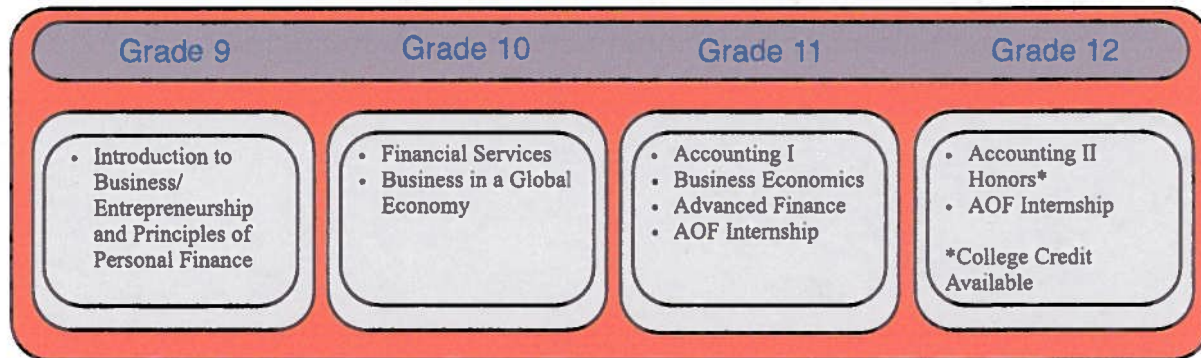 Grade 9
Grade 10
Grade 11
Grade 12
• Introduction to
Business/
Entrepreneurship
and Principles of
Personal Finance
• Financial Services
• Business in a Global
Economy
• Accounting I
• Business Economics
• Advanced Finance
• AOF Internship
• Accounting II
Honors*
• AOF Internship
*College Credit
Available